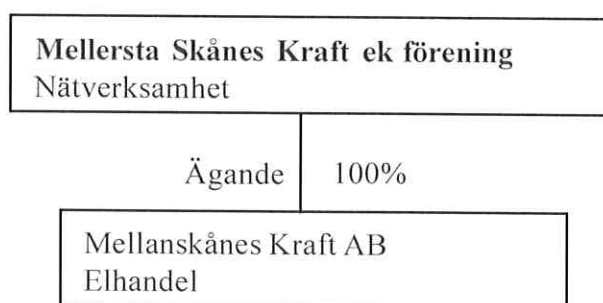 Mellersta Skånes Kraft ek förening
Nätverksamhet
Ägande 100%
Mellanskånes Kraft AB
Elhandel